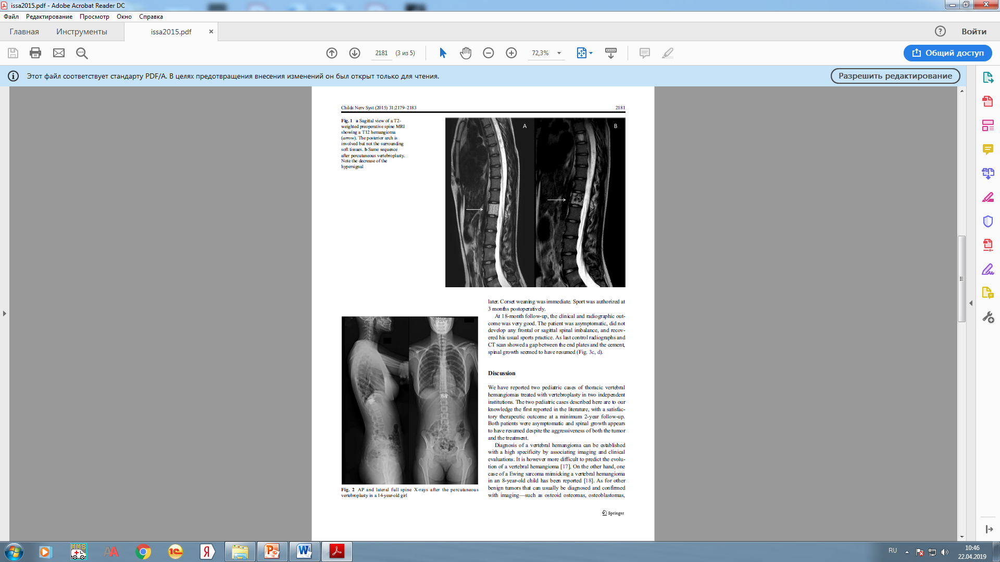 issa2015.pdf - Adobe Acrobat Reader DC
Файл Редактирование Просмотр Окно Справка
Главная Инструменты issa2015.pdf × Войти
2181 (3 из 5) 72,3% Общий доступ
Этот файл соответствует стандарту PDF/A. В целях предотвращения внесения изменений он был открыт только для чтения. Разрешить редактирование
Childs Nerv Syst (2015) 31:2179–2183 2181
Fig. 1 a Sagittal view of a T2-
weighted preoperative spine MRI
showing a T12 hemangioma
(arrow). The posterior arch is
involved but not the surrounding
soft tissues. b Same sequence
after percutaneous vertebroplasty.
Note the decrease of the
hypersignal
A B
Fig. 2 AP and lateral full spine X-rays after the percutaneous
vertebroplasty in a 14-year-old girl
later. Corset weaning was immediate. Sport was authorized at
3 months postoperatively.
At 18-month follow-up, the clinical and radiographic out-
come was very good. The patient was asymptomatic, did not
develop any frontal or sagittal spinal imbalance, and recov-
ered his usual sports practice. As last control radiographs and
CT scan showed a gap between the end plates and the cement,
spinal growth seemed to have resumed (Fig. 3c, d).
Discussion
We have reported two pediatric cases of thoracic vertebral
hemangiomas treated with vertebroplasty in two independent
institutions. The two pediatric cases described here are to our
knowledge the first reported in the literature, with a satisfac-
tory therapeutic outcome at a minimum 2-year follow-up.
Both patients were asymptomatic and spinal growth appears
to have resumed despite the aggressiveness of both the tumor
and the treatment.
Diagnosis of a vertebral hemangioma can be established
with a high specificity by associating imaging and clinical
evaluations. It is however more difficult to predict the evolu-
tion of a vertebral hemangioma [17]. On the other hand, one
case of a Ewing sarcoma mimicking a vertebral hemangioma
in an 8-year-old child has been reported [18]. As for other
benign tumors that can usually be diagnosed and confirmed
with imaging—such as osteoid osteomas, osteoblastomas,
Springer
MMS
AA
1С
Я
RU
10:46
22.04.2019